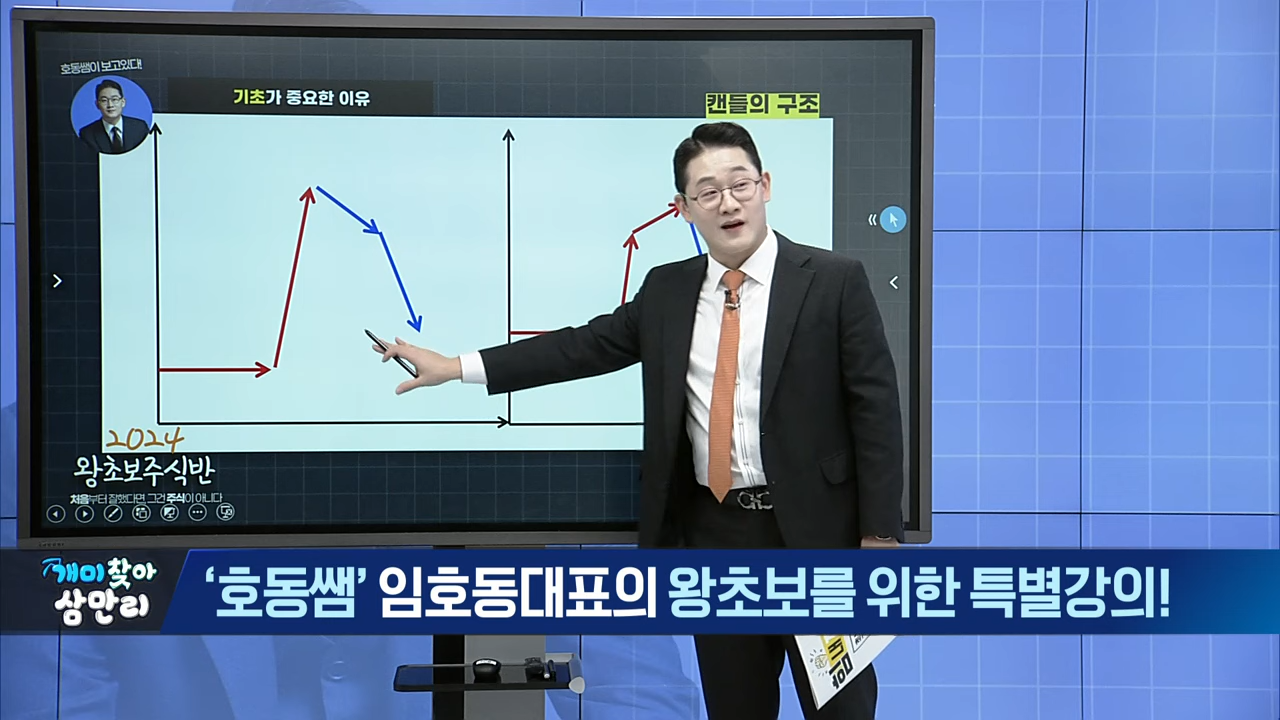 호동쌤이 보고있다!
기초가 중요한 이유
캔들의 구조
2024
왕초보주식반
처음부터 잘했다면, 그건 주식이 아니다
개미찾아
삼만리
‘호동쌤’ 임호동대표의 왕초보를 위한 특별강의!